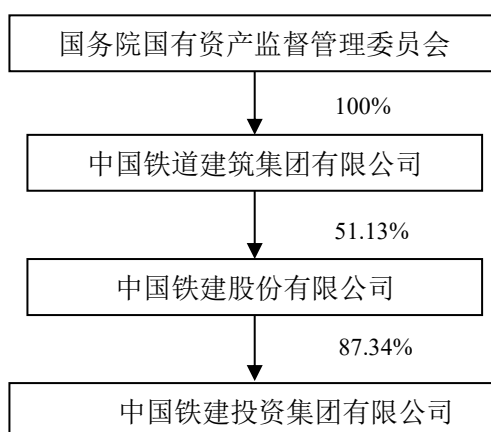 国务院国有资产监督管理委员会
100%
中国铁道建筑集团有限公司
51.13%
中国铁建股份有限公司
87.34%
中国铁建投资集团有限公司